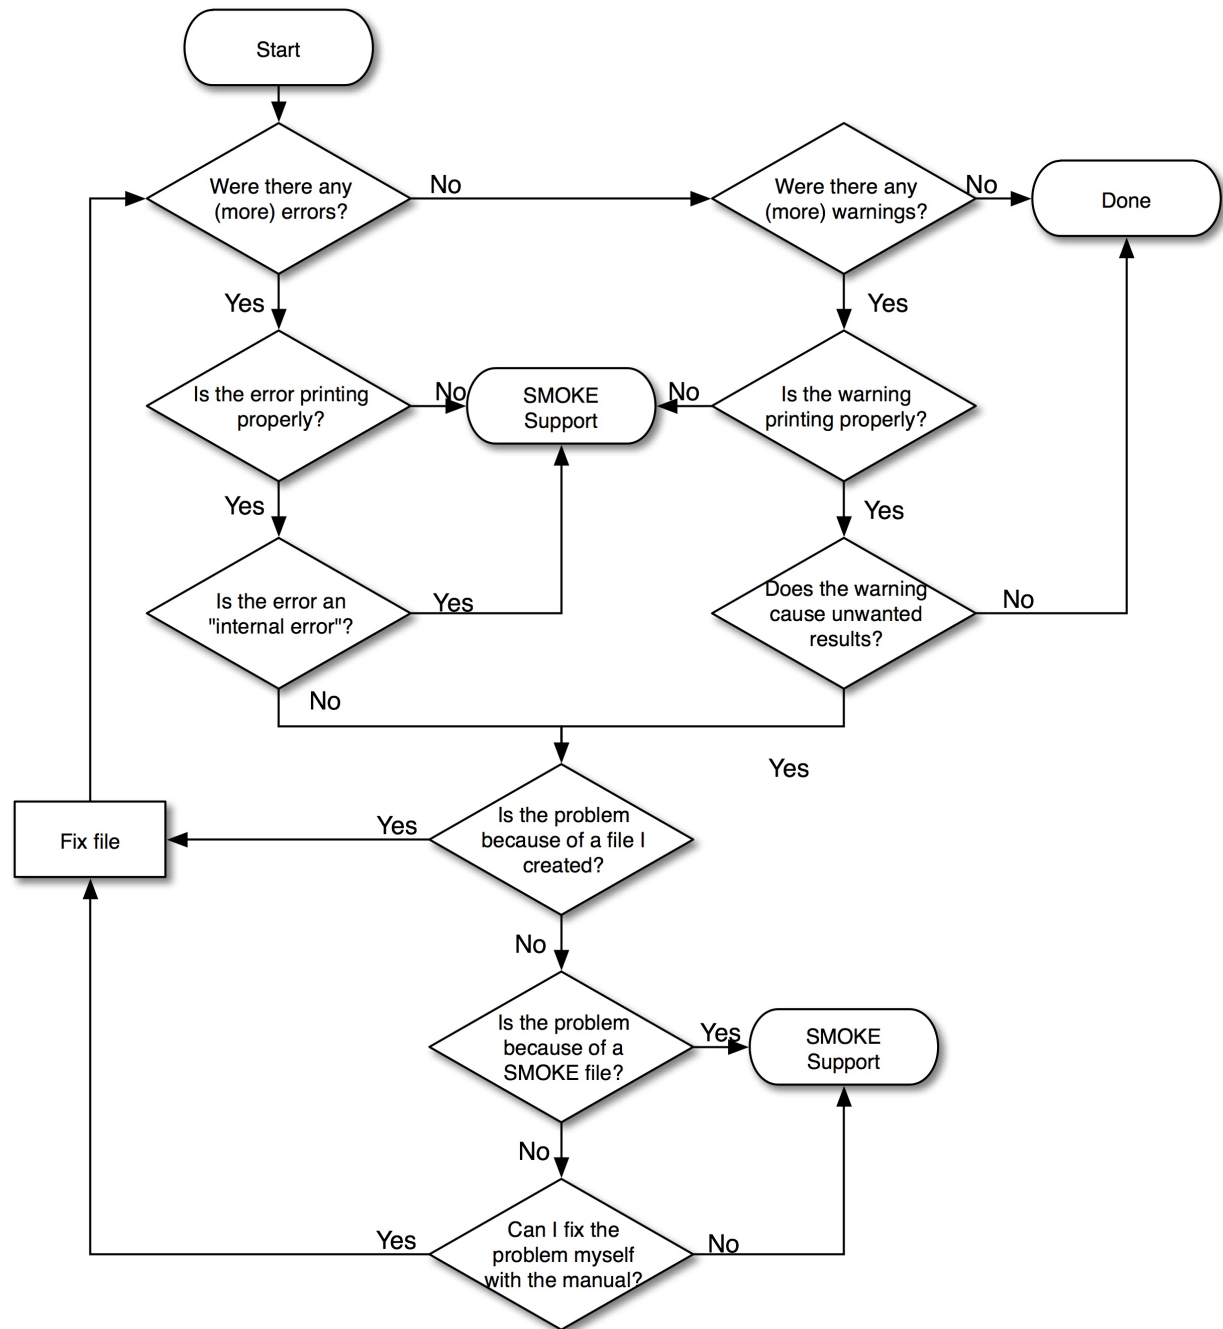 Start
Were there any
(more) errors?
No
Were there any
(more) warnings?
No
Done
Yes
Yes
Is the error printing
properly?
No
SMOKE
Support
No
Is the warning
printing properly?
Yes
Yes
Is the error an
"internal error"?
Yes
Does the warning
cause unwanted
results?
No
No
Yes
Is the problem
because of a file I
created?
Yes
Fix file
No
Is the problem
because of a
SMOKE file?
Yes
SMOKE
Support
No
Can I fix the
problem myself
with the manual?
Yes
No